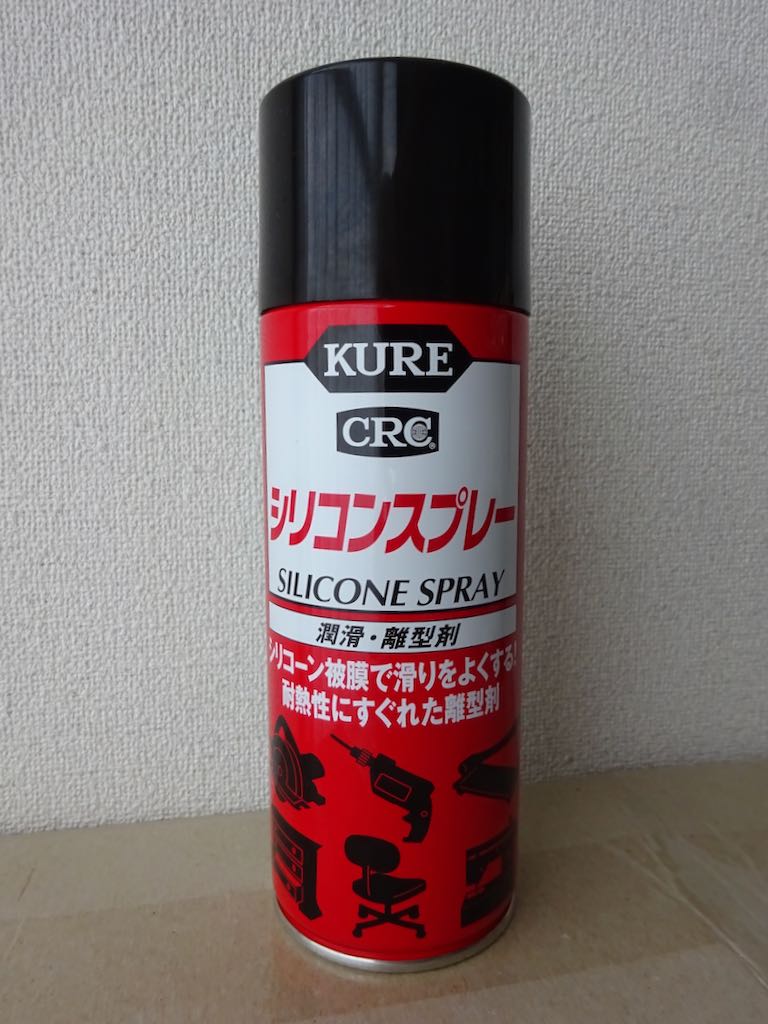 KURE
CRC®
シリコンスプレー
SILICONE SPRAY
潤滑・離型剤
シリコーン被膜で滑りをよくする!
耐熱性にすぐれた離型剤